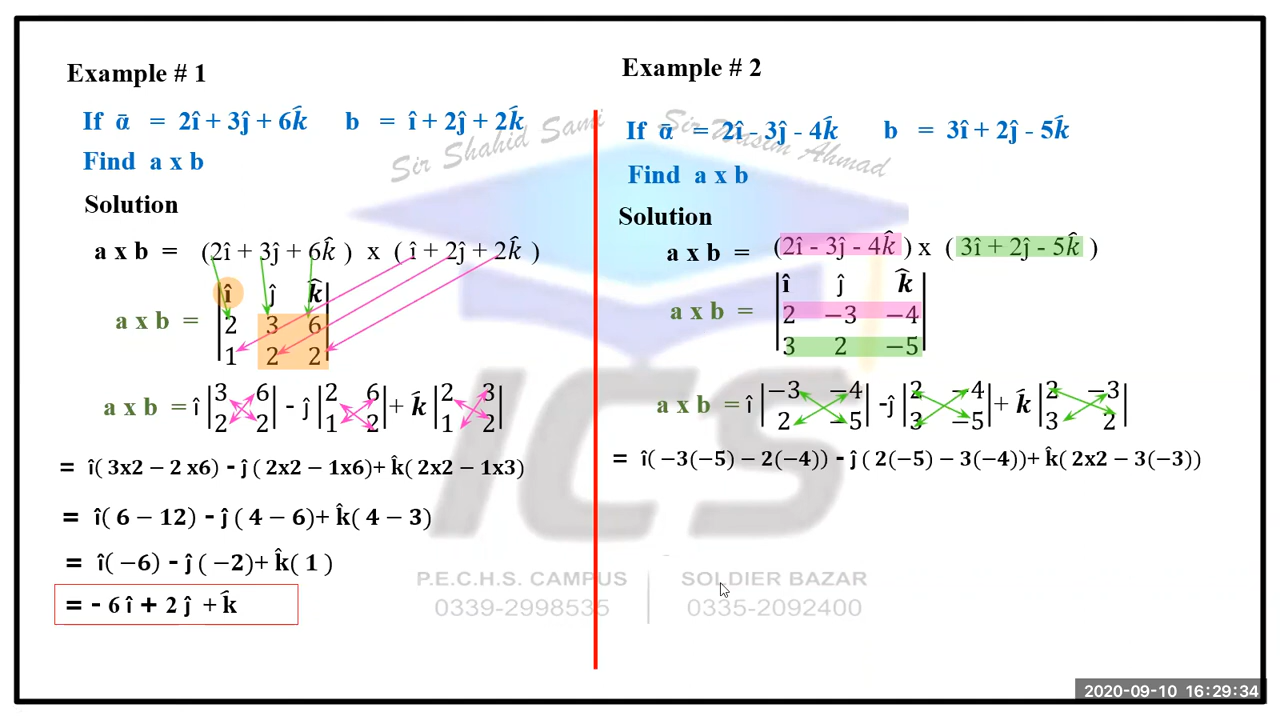 Example # 1
If ᾱ = 2î + 3ĵ + 6k̂ b = î + 2ĵ + 2k̂
Find a x b
Solution
a x b = (2î + 3ĵ + 6k̂ ) x ( î + 2ĵ + 2k̂ )
î ĵ k̂
a x b =
2 3 6
1 2 2
a x b = î |3 6| - ĵ |2 6| + k̂ |2 3|
|2 2| |1 2| |1 2|
= î( 3x2 − 2 x6) - ĵ ( 2x2 − 1x6)+ k̂( 2x2 − 1x3)
= î( 6 − 12) - ĵ ( 4 − 6)+ k̂( 4 − 3)
= î( −6) - ĵ ( −2)+ k̂( 1 )
= - 6 î + 2 ĵ + k̂
Example # 2
If ᾱ = 2î - 3ĵ - 4k̂ b = 3î + 2ĵ - 5k̂
Find a x b
Solution
a x b = (2î - 3ĵ - 4k̂ ) x ( 3î + 2ĵ - 5k̂ )
î ĵ k̂
a x b =
2 −3 −4
3 2 −5
a x b = î |−3 −4| -ĵ |2 −4| + k̂ |2 −3|
|2 −5| |3 −5| |3 2|
= î( −3(−5) − 2(−4)) - ĵ ( 2(−5) − 3(−4))+ k̂( 2x2 − 3(−3))
Sir Shahid Sami
Sir Wasim Ahmad
ICS
P.E.C.H.S. CAMPUS SOLDIER BAZAR
0339-2998535 0335-2092400
2020-09-10 16:29:34